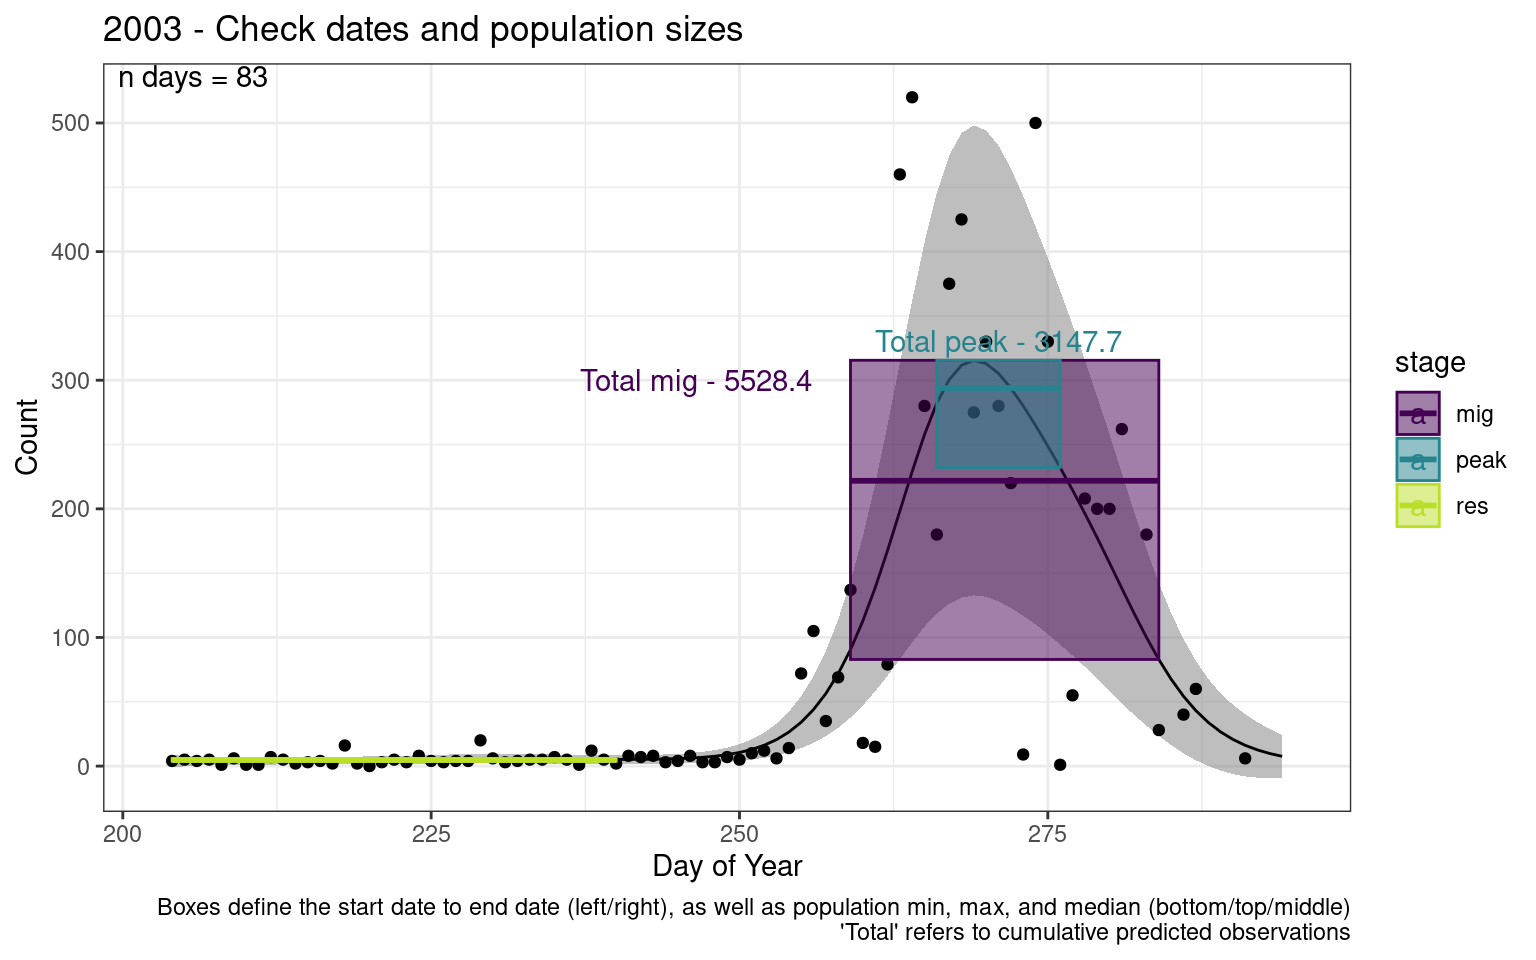 2003 - Check dates and population sizes
n days = 83
500
400
300
200
100
0
Count
Total peak - 3147.7
Total mig - 5528.4
200
225
250
275
Day of Year
stage
a mig
a peak
a res
Boxes define the start date to end date (left/right), as well as population min, max, and median (bottom/top/middle)
'Total' refers to cumulative predicted observations